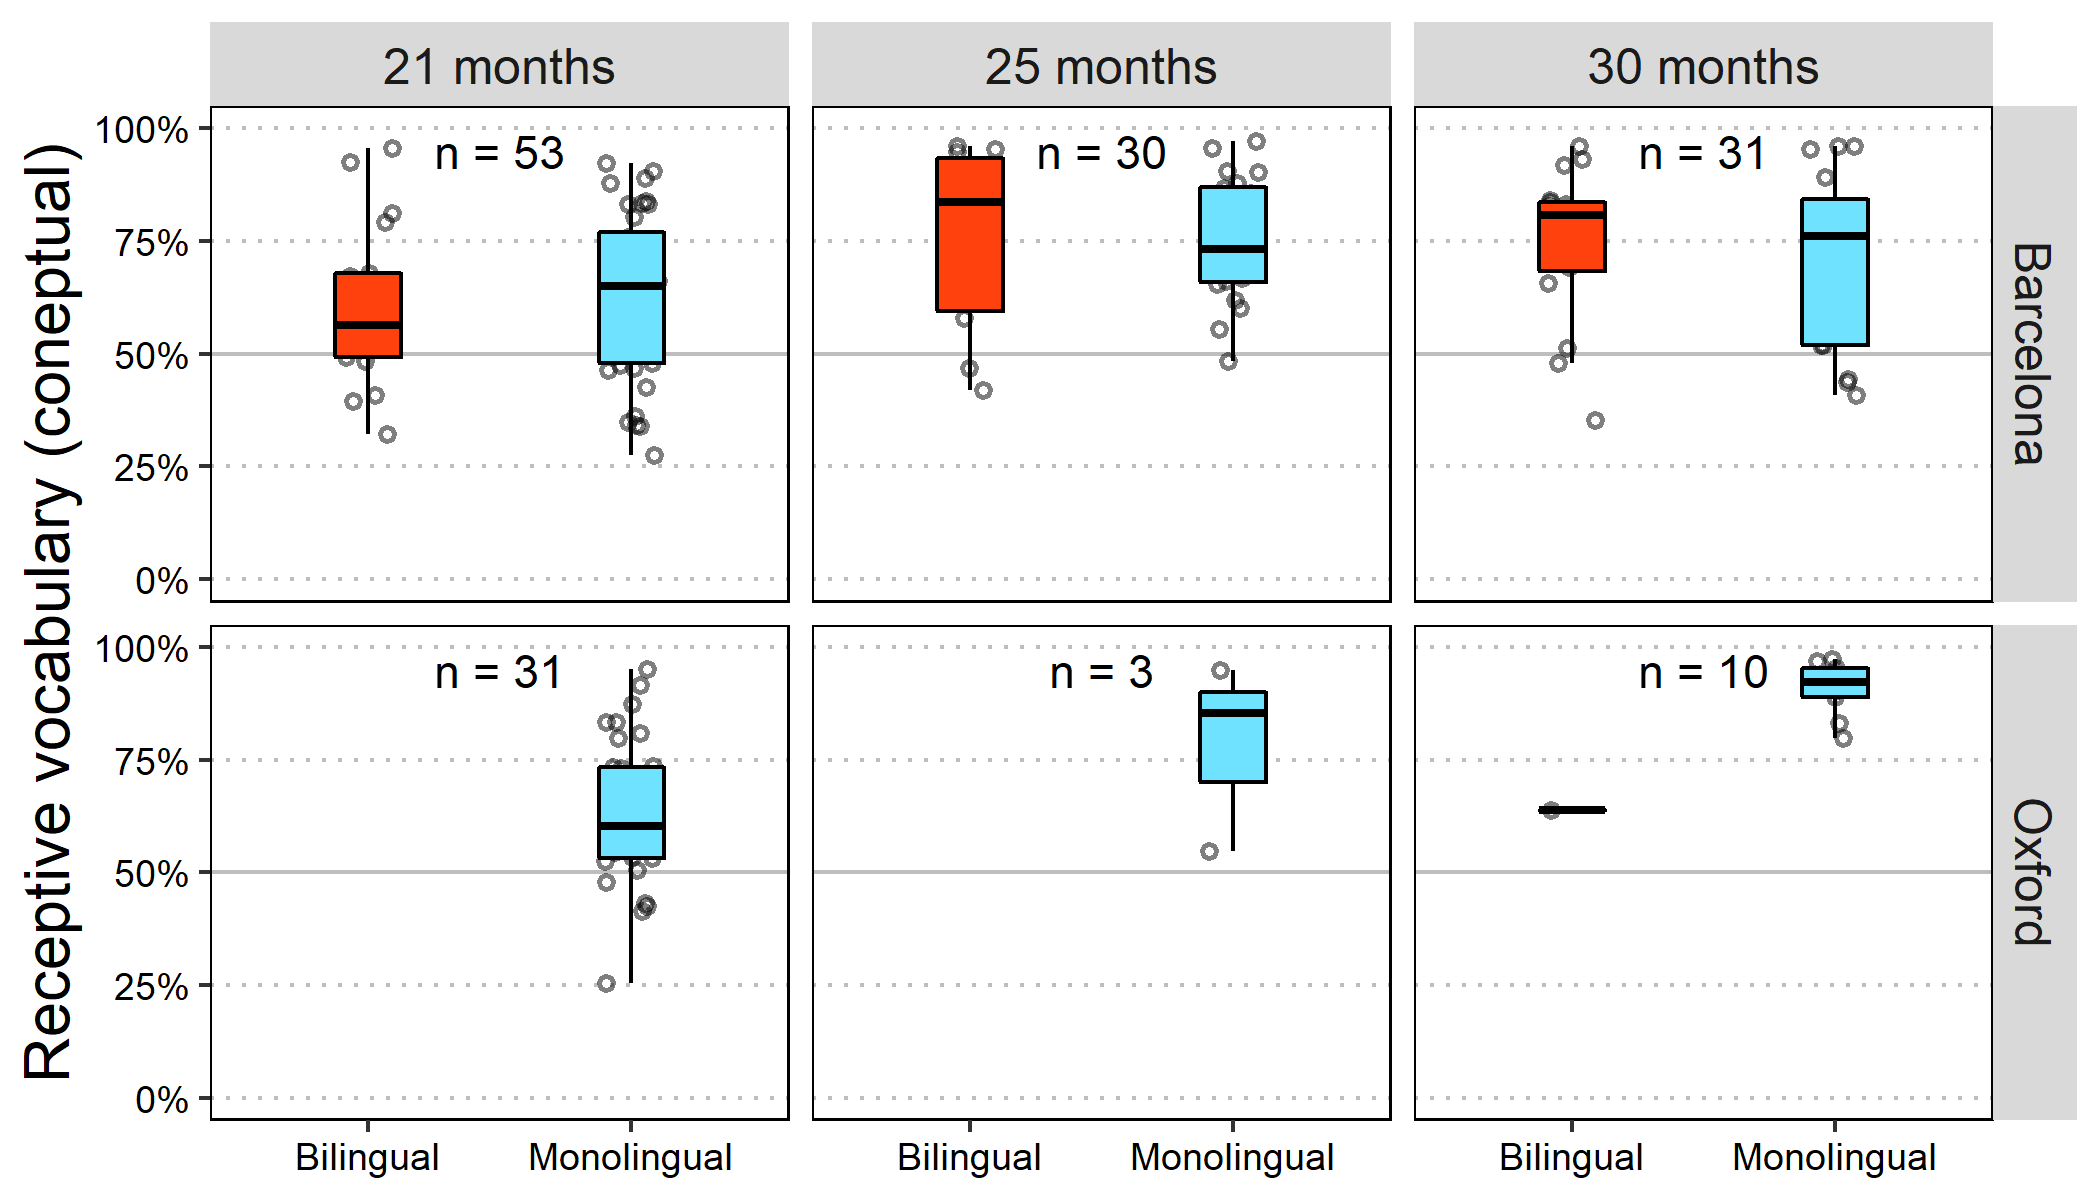 21 months
25 months
30 months
Receptive vocabulary (coneptual)
100%
75%
50%
25%
0%
n = 53
n = 30
n = 31
Barcelona
100%
75%
50%
25%
0%
n = 31
n = 3
n = 10
Oxford
Bilingual
Monolingual
Bilingual
Monolingual
Bilingual
Monolingual